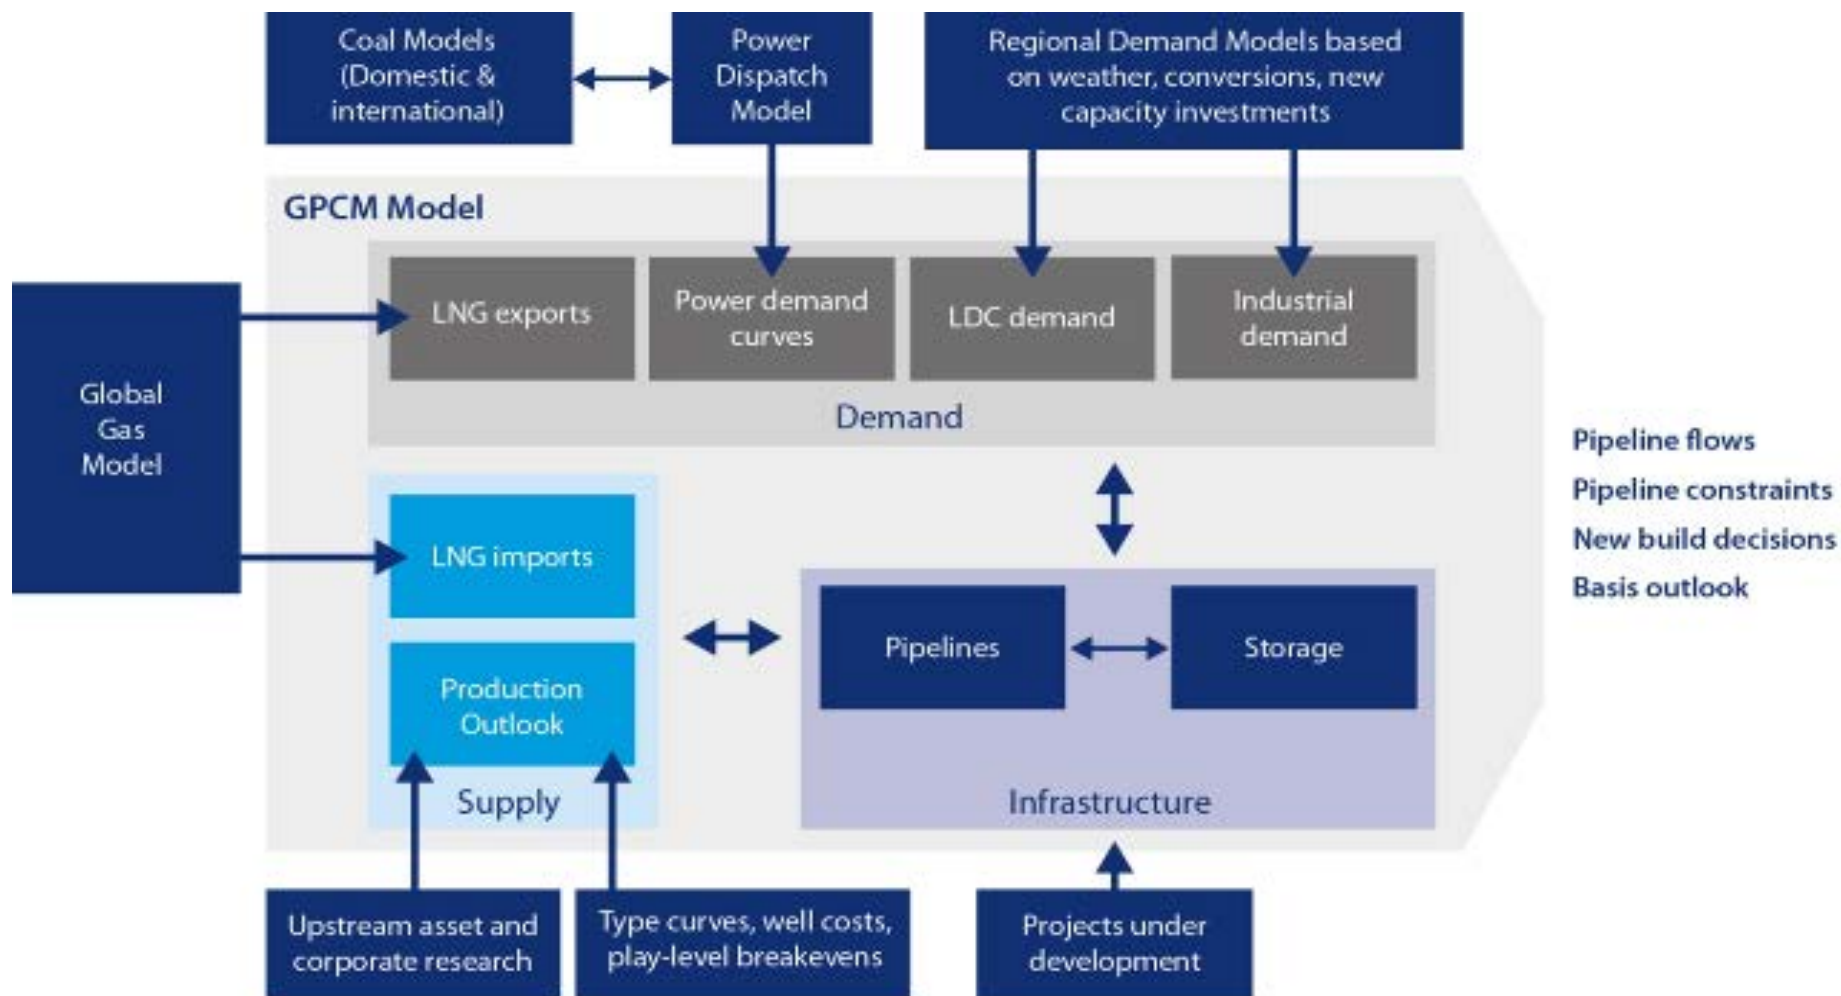 Coal Models
(Domestic &
international)
Power
Dispatch
Model
Regional Demand Models based
on weather, conversions, new
capacity investments
GPCM Model
LNG exports
Power demand
curves
LDC demand
Industrial
demand
Demand
Global
Gas
Model
LNG imports
Production
Outlook
Supply
Pipelines
Storage
Infrastructure
Pipeline flows
Pipeline constraints
New build decisions
Basis outlook
Upstream asset and
corporate research
Type curves, well costs,
play-level breakevens
Projects under
development